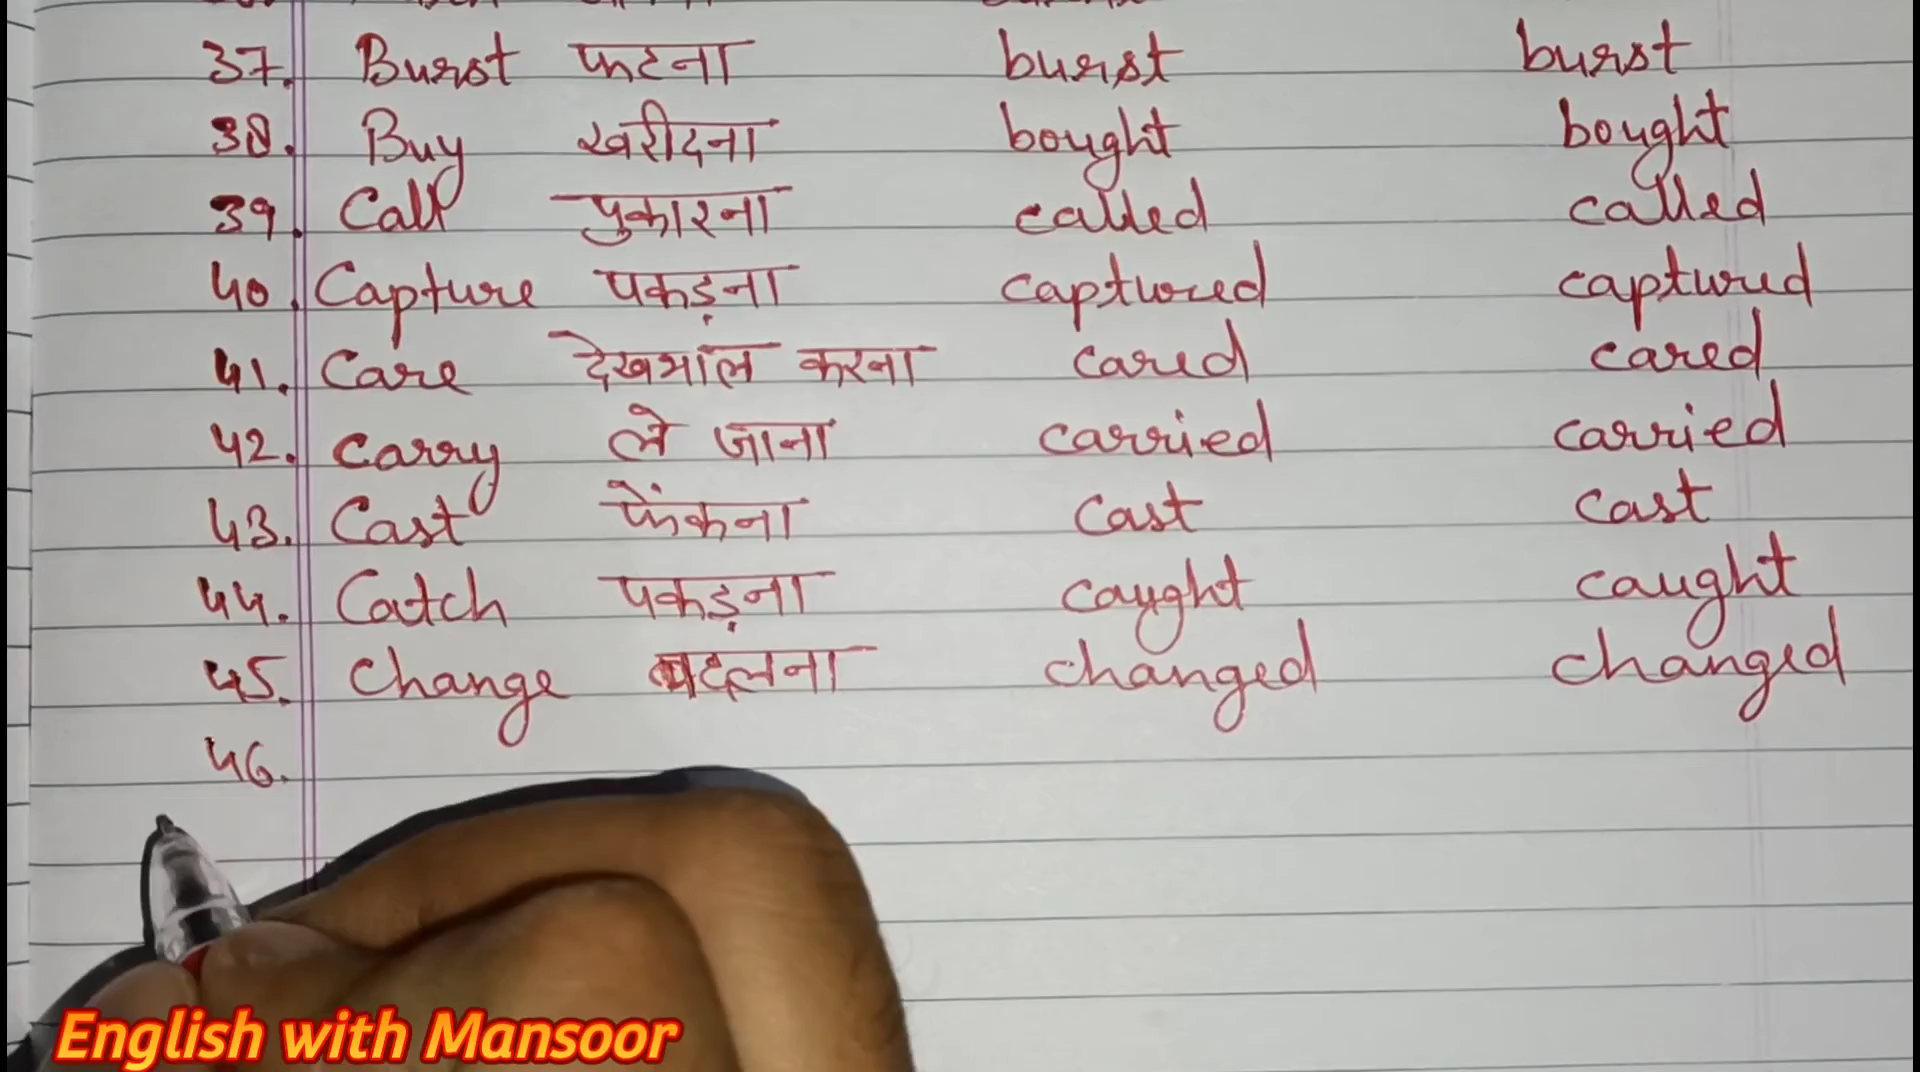 37. Burst फटना burst burst
38. Buy खरीदना bought bought
39. Call पुकारना called called
40. Capture पकड़ना captured captured
41. Care देखभाल करना cared cared
42. Carry ले जाना carried carried
43. Cast फेंकना cast cast
44. Catch पकड़ना caught caught
45. Change बदलना changed changed
46.
English with Mansoor